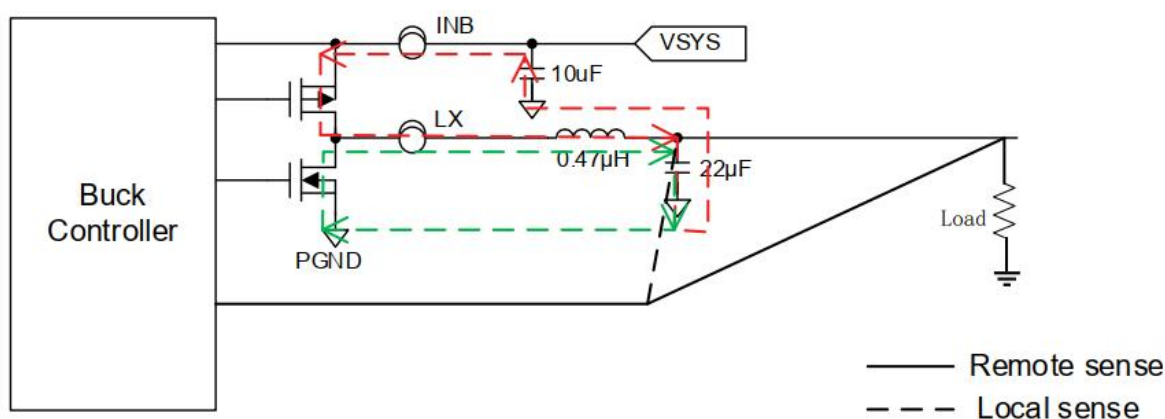 INB
VSYS
10uF
LX
0.47μH
22μF
Buck
Controller
Load
PGND
Remote sense
Local sense